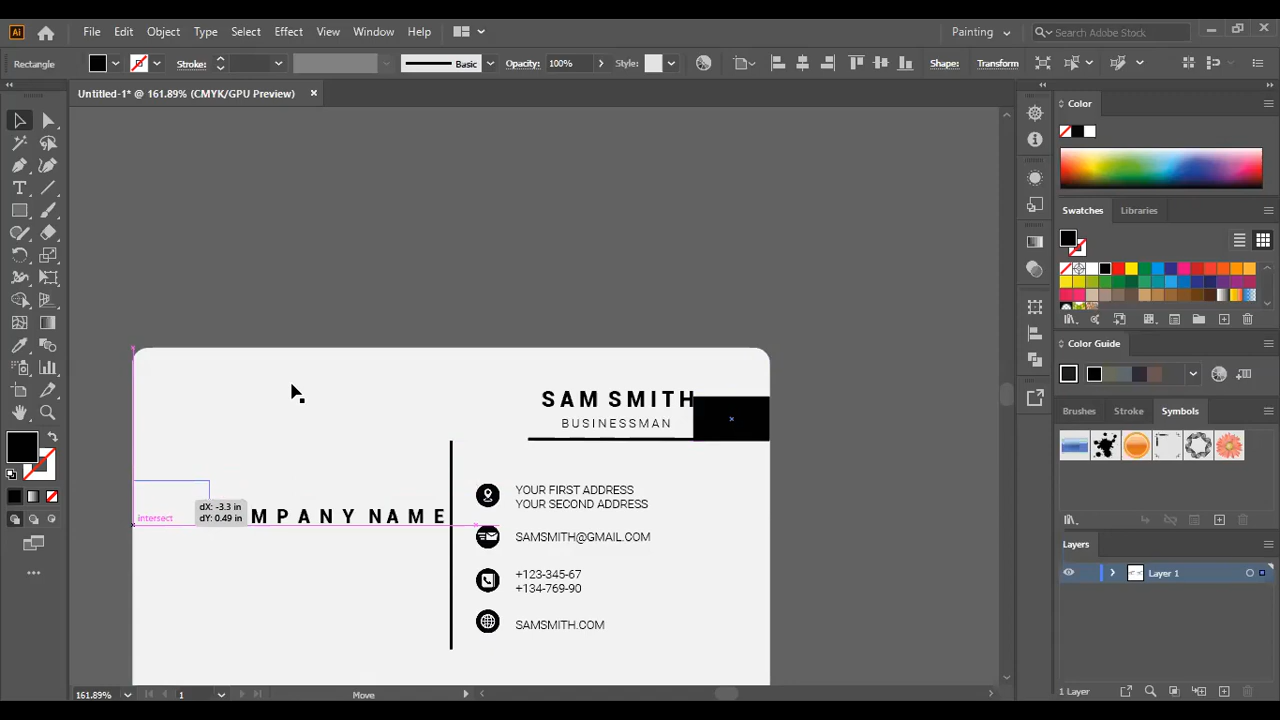 Ai File Edit Object Type Select Effect View Window Help Painting Search Adobe Stock
Rectangle Stroke: Basic Opacity: 100% Style: Shape: Transform
Untitled-1* @ 161.89% (CMYK/GPU Preview)
Color
Swatches Libraries
Color Guide
Brushes Stroke Symbols
Layers
Layer 1
1 Layer
SAM SMITH
BUSINESSMAN
YOUR FIRST ADDRESS
YOUR SECOND ADDRESS
dX: -3.3 in
dY: 0.49 in
Intersect
MPANY NAME
SAMSMITH@GMAIL.COM
+123-345-67
+134-769-90
SAMSMITH.COM
161.89% 1 Move